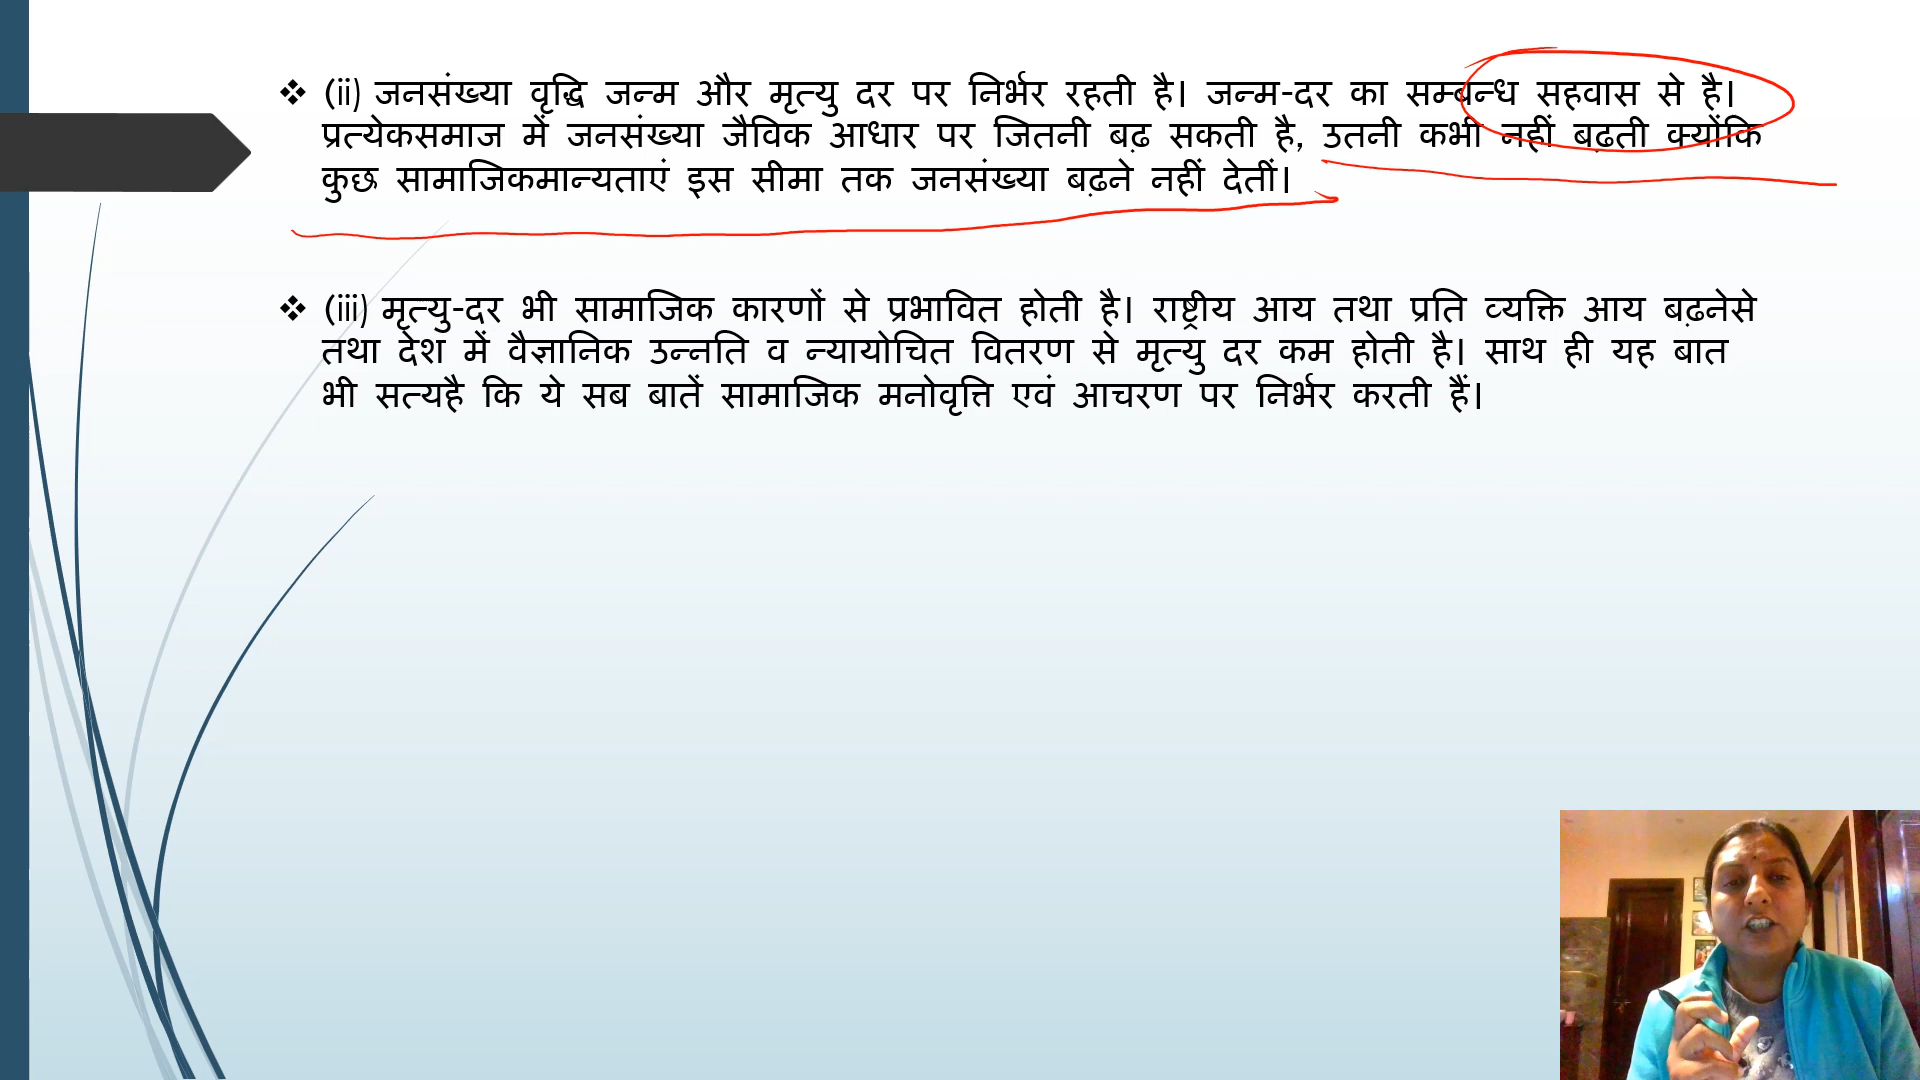 ❖ (ii) जनसंख्या वृद्धि जन्म और मृत्यु दर पर निर्भर रहती है। जन्म-दर का सम्बन्ध सहवास से है।
प्रत्येकसमाज में जनसंख्या जैविक आधार पर जितनी बढ़ सकती है, उतनी कभी नहीं बढ़ती क्योंकि
कुछ सामाजिकमान्यताएं इस सीमा तक जनसंख्या बढ़ने नहीं देतीं।
❖ (iii) मृत्यु-दर भी सामाजिक कारणों से प्रभावित होती है। राष्ट्रीय आय तथा प्रति व्यक्ति आय बढ़नेसे
तथा देश में वैज्ञानिक उन्नति व न्यायोचित वितरण से मृत्यु दर कम होती है। साथ ही यह बात
भी सत्यहै कि ये सब बातें सामाजिक मनोवृत्ति एवं आचरण पर निर्भर करती हैं।